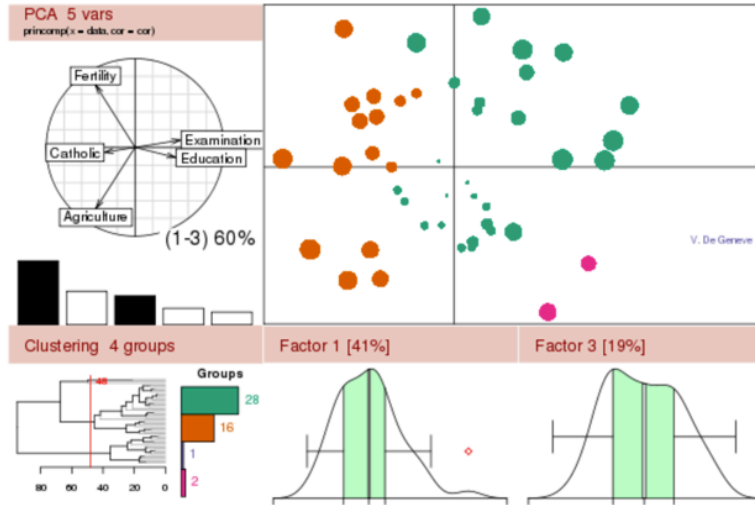 PCA 5 vars
princomp(x = data, cor = cor)
Fertility
Examination
Catholic
Education
Agriculture
(1-3) 60%
V. De Geneve
Clustering 4 groups
Factor 1 [41%]
Factor 3 [19%]
Groups
48
28
16
1
2
80 60 40 20 0